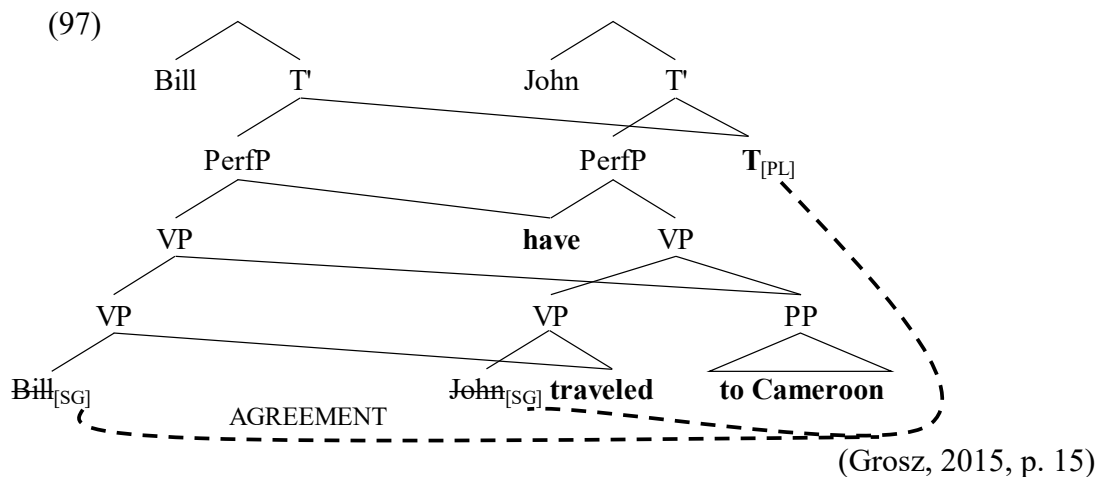 (97)
Bill T' John T'
PerfP PerfP T[PL]
VP have VP
VP VP PP
Bill[SG] John[SG] traveled to Cameroon
AGREEMENT
(Grosz, 2015, p. 15)